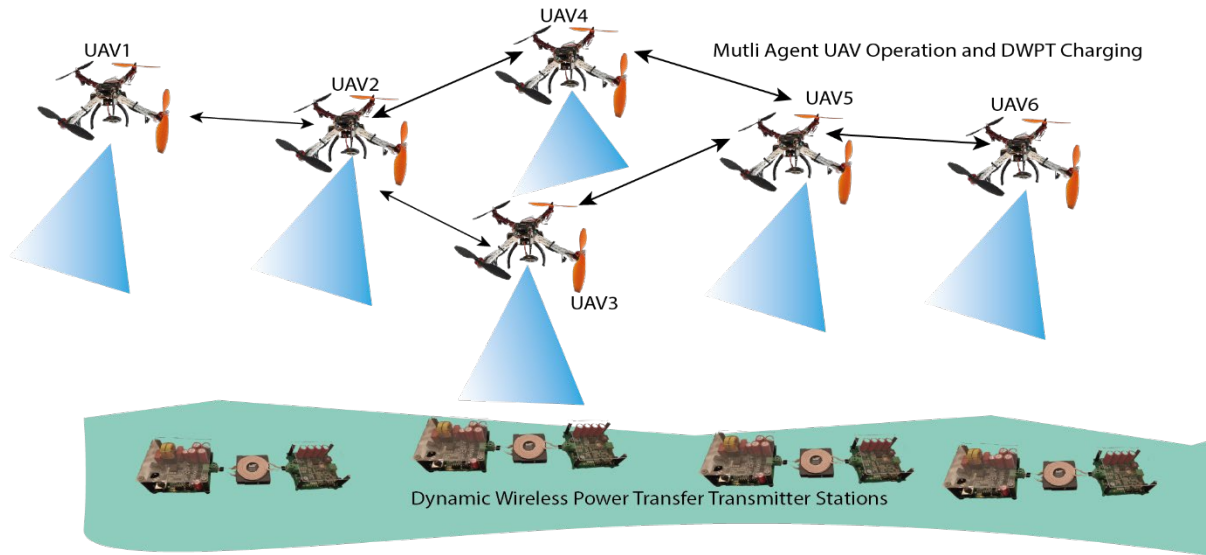 UAV4
Mutli Agent UAV Operation and DWPT Charging
UAV1
UAV2
UAV5
UAV6
UAV3
Dynamic Wireless Power Transfer Transmitter Stations